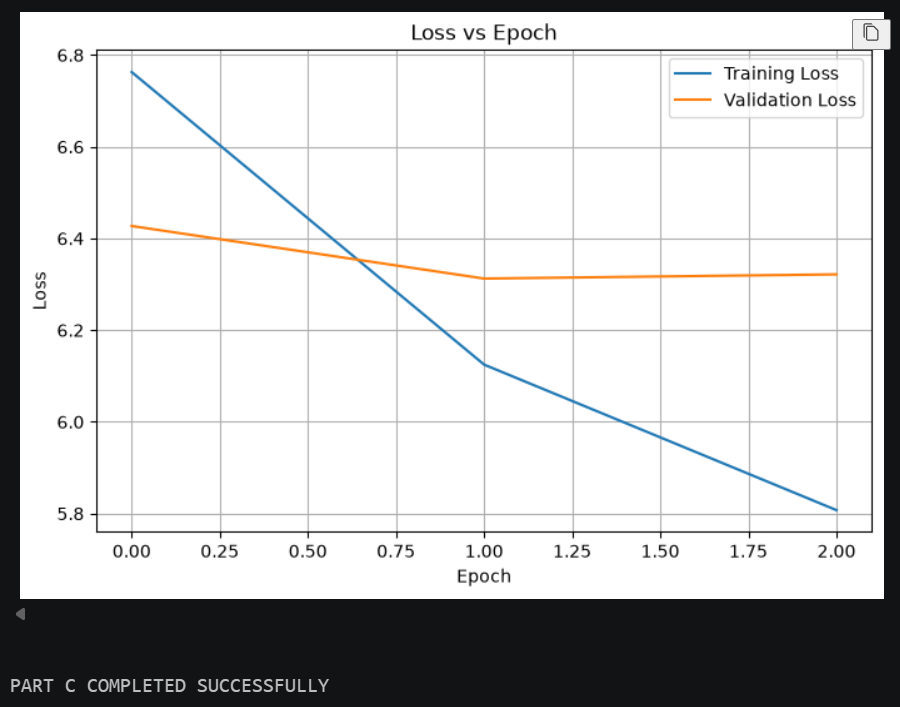 Loss vs Epoch
Training Loss
Validation Loss
6.8
6.6
6.4
6.2
6.0
5.8
Loss
0.00 0.25 0.50 0.75 1.00 1.25 1.50 1.75 2.00
Epoch
PART C COMPLETED SUCCESSFULLY